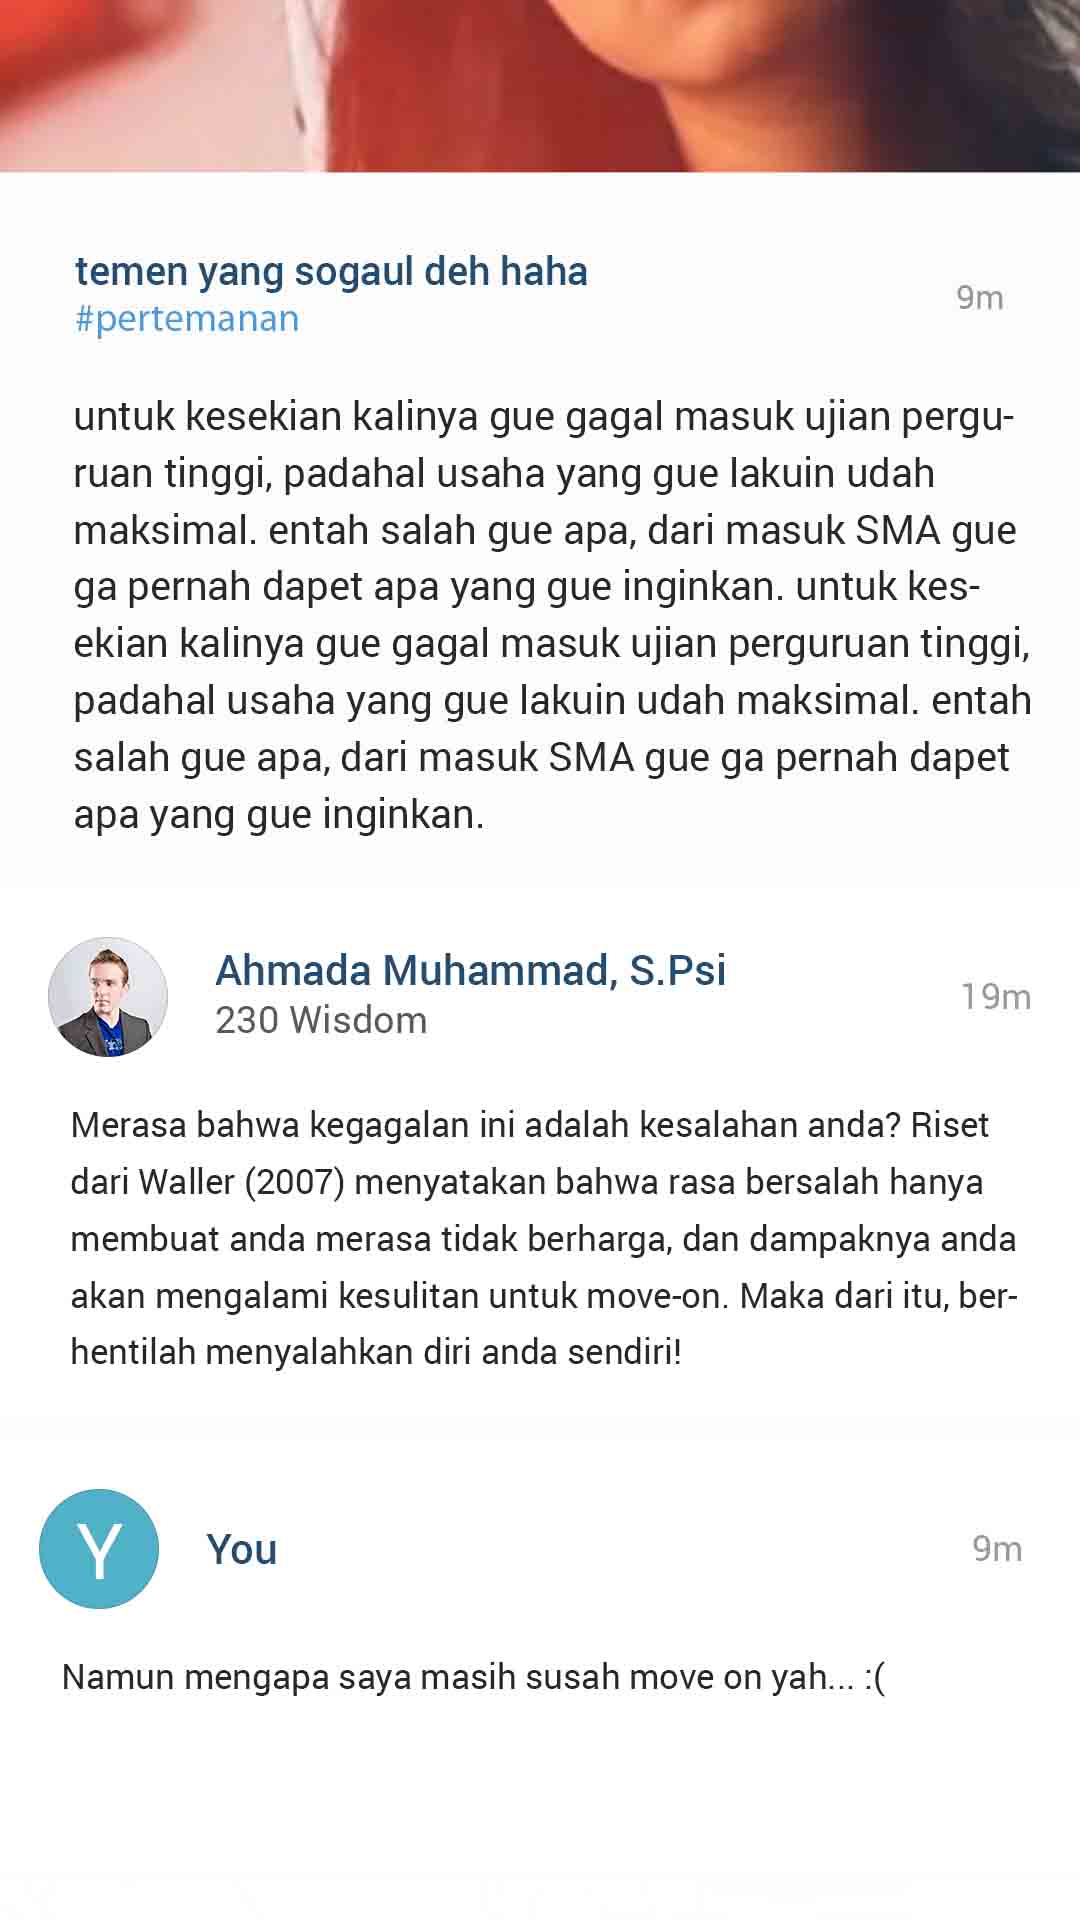 temen yang sogaul deh haha
#pertemanan
9m
untuk kesekian kalinya gue gagal masuk ujian pergu-
ruan tinggi, padahal usaha yang gue lakuin udah
maksimal. entah salah gue apa, dari masuk SMA gue
ga pernah dapet apa yang gue inginkan. untuk kes-
ekian kalinya gue gagal masuk ujian perguruan tinggi,
padahal usaha yang gue lakuin udah maksimal. entah
salah gue apa, dari masuk SMA gue ga pernah dapet
apa yang gue inginkan.
Ahmada Muhammad, S.Psi
230 Wisdom
19m
Merasa bahwa kegagalan ini adalah kesalahan anda? Riset
dari Waller (2007) menyatakan bahwa rasa bersalah hanya
membuat anda merasa tidak berharga, dan dampaknya anda
akan mengalami kesulitan untuk move-on. Maka dari itu, ber-
hentilah menyalahkan diri anda sendiri!
Y
You
9m
Namun mengapa saya masih susah move on yah... :(